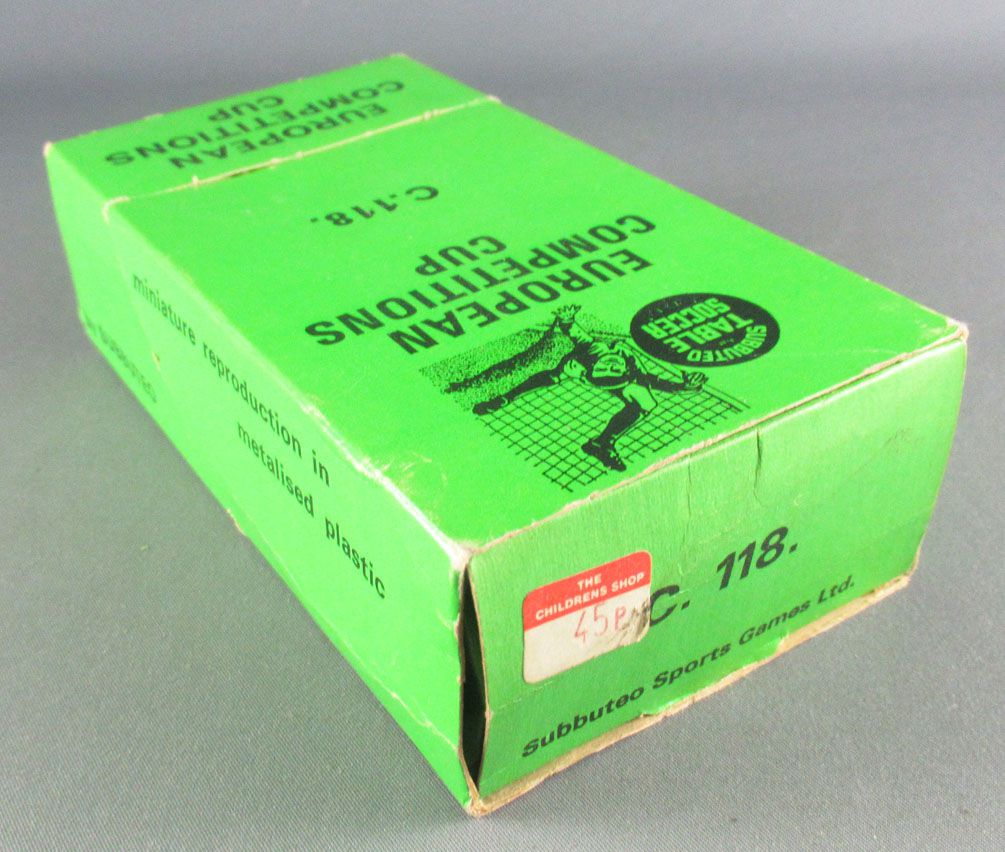 EUROPEAN
COMPETITIONS
CUP
C.118.
EUROPEAN
COMPETITIONS
CUP
SUBBUTEO
TABLE
SOCCER
miniature reproduction in
metalised plastic
SUBBUTEO
THE
CHILDRENS SHOP
45P
C. 118.
Subbuteo Sports Games Ltd.